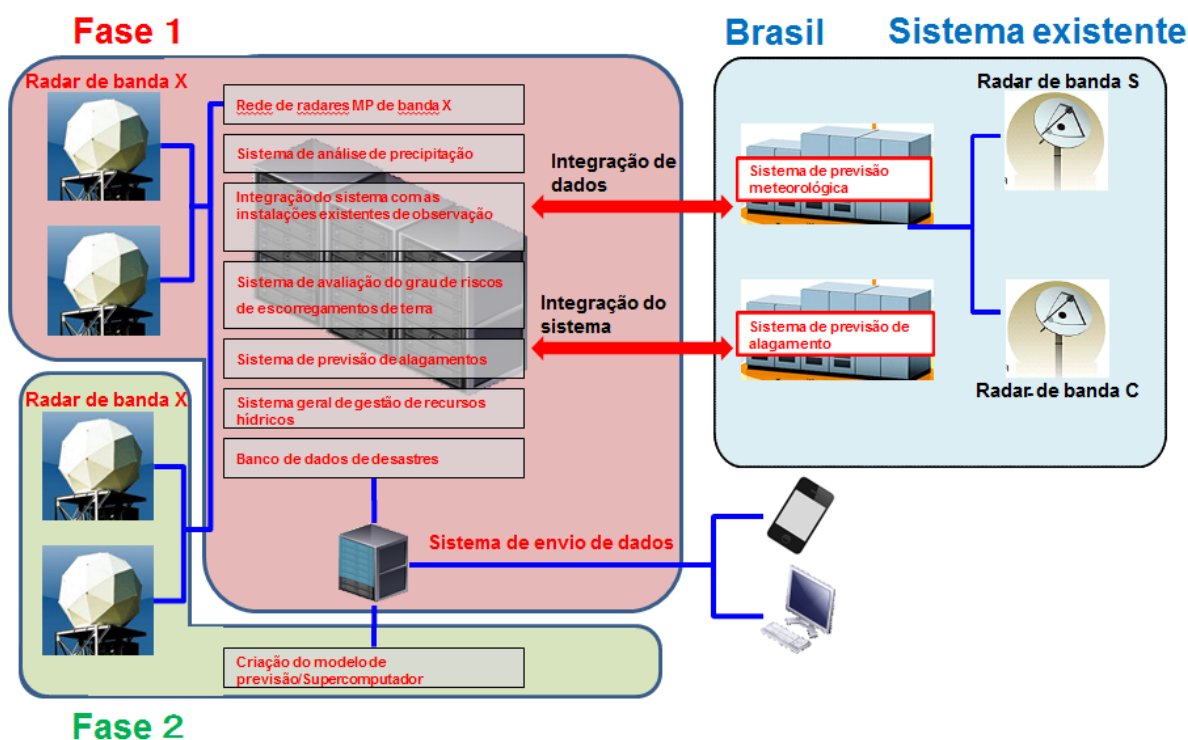 Fase 1
Brasil
Sistema existente
Radar de banda X
Rede de radares MP de banda X
Sistema de análise de precipitação
Integração do sistema com as
instalações existentes de observação
Sistema de avaliação do grau de riscos
de escorregamentos de terra
Sistema de previsão de alagamentos
Sistema geral de gestão de recursos
hídricos
Banco de dados de desastres
Integração de
dados
Integração do
sistema
Sistema de previsão
meteorológica
Sistema de previsão de
alagamento
Radar de banda S
Radar de banda C
Radar de banda X
Sistema de envio de dados
Criação do modelo de
previsão/Supercomputador
Fase 2